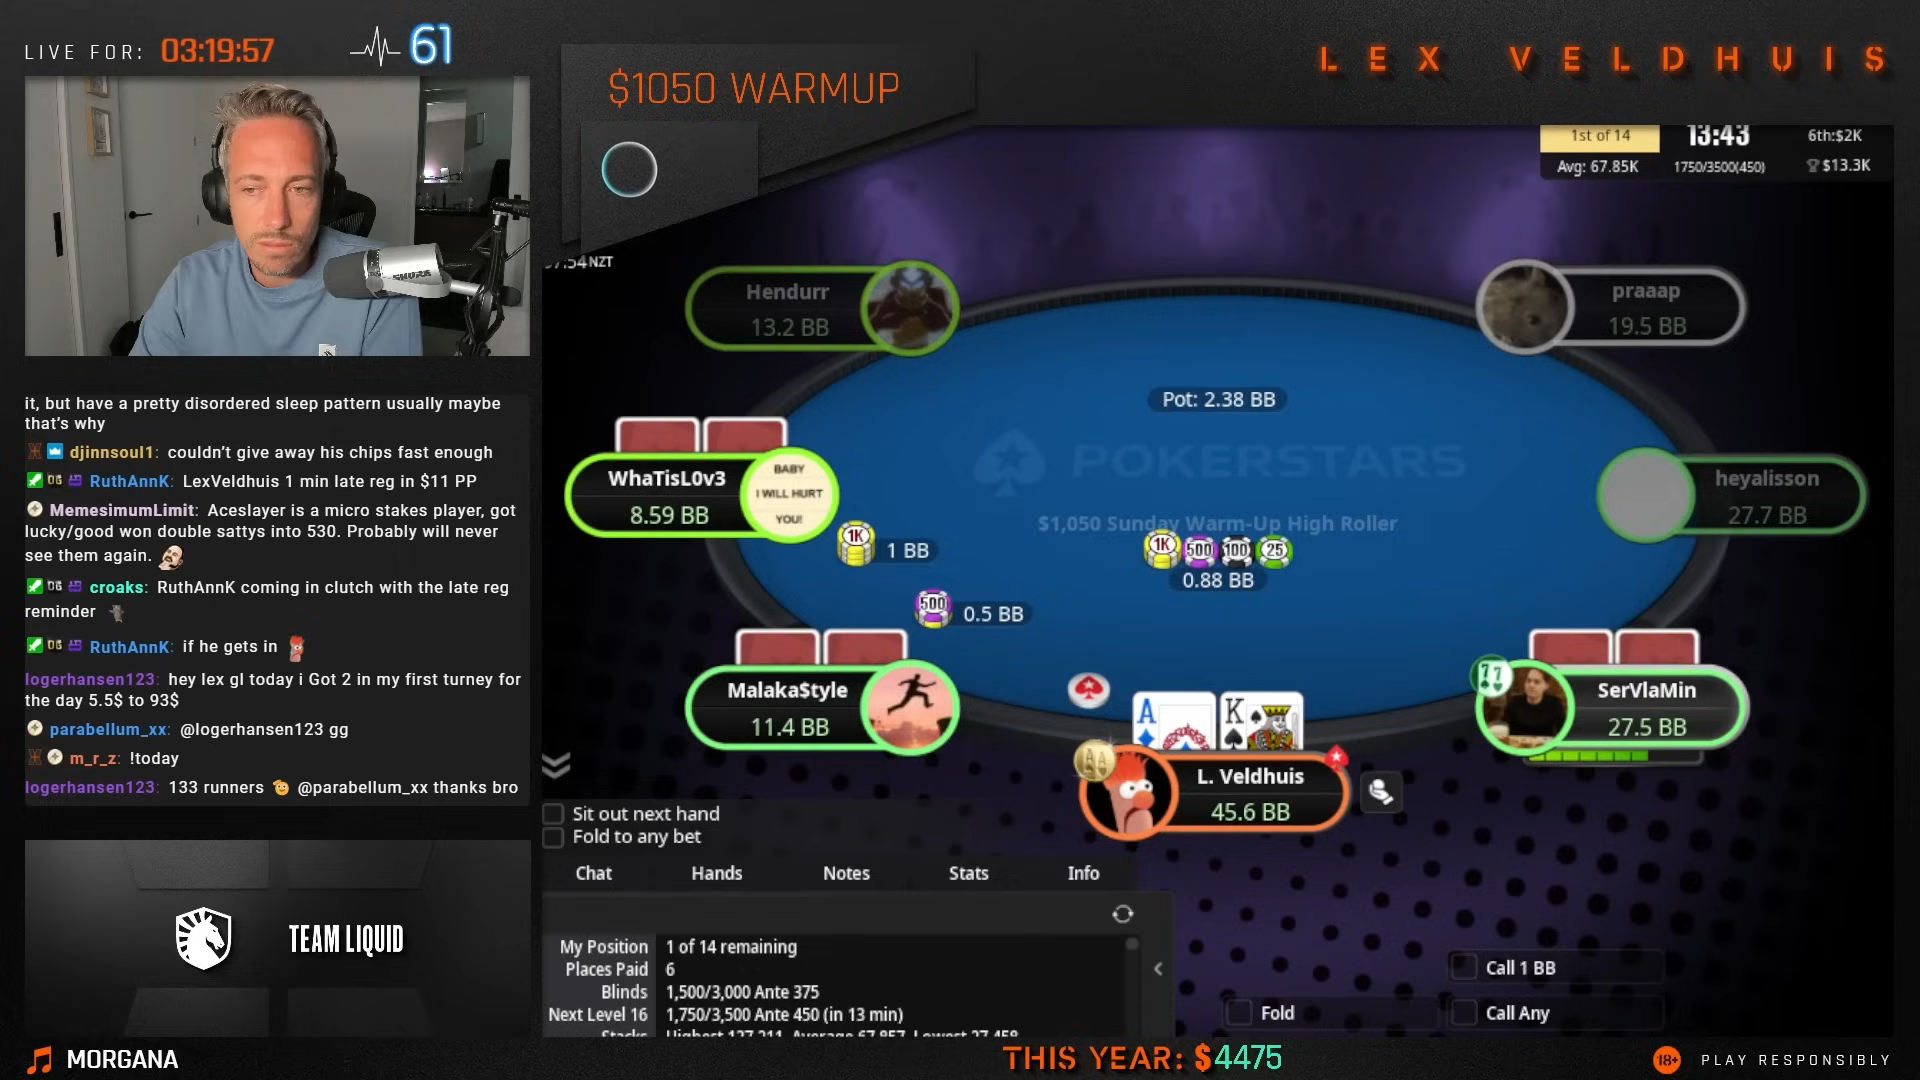 LIVE FOR: 03:19:57
61
$1050 WARMUP
LEX VELDHUIS
1st of 14
13:43
6th:$2K
Avg: 67.85K
1750/3500(450)
$13.3K
NZT
Hendurr
13.2 BB
praaap
19.5 BB
Pot: 2.38 BB
POKERSTARS
$1,050 Sunday Warm-Up High Roller
WhaTisL0v3
8.59 BB
BABY
I WILL HURT
YOU!
heyalisson
27.7 BB
1K
1 BB
1K
500
100
25
0.88 BB
500
0.5 BB
Malaka$tyle
11.4 BB
A
K
L. Veldhuis
45.6 BB
77
SerVlaMin
27.5 BB
SHURE
it, but have a pretty disordered sleep pattern usually maybe
that's why
djinnsoul1: couldn't give away his chips fast enough
RuthAnnK: LexVeldhuis 1 min late reg in $11 PP
MemesimumLimit: Aceslayer is a micro stakes player, got
lucky/good won double sattys into 530. Probably will never
see them again.
croaks: RuthAnnK coming in clutch with the late reg
reminder
RuthAnnK: if he gets in
logerhansen123: hey lex gl today i Got 2 in my first turney for
the day 5.5$ to 93$
parabellum_xx: @logerhansen123 gg
m_r_z: !today
logerhansen123: 133 runners @parabellum_xx thanks bro
Sit out next hand
Fold to any bet
Chat
Hands
Notes
Stats
Info
My Position 1 of 14 remaining
Places Paid 6
Blinds 1,500/3,000 Ante 375
Next Level 16 1,750/3,500 Ante 450 (in 13 min)
Call 1 BB
Fold
Call Any
TEAM LIQUID
MORGANA
THIS YEAR: $4475
18+ PLAY RESPONSIBLY